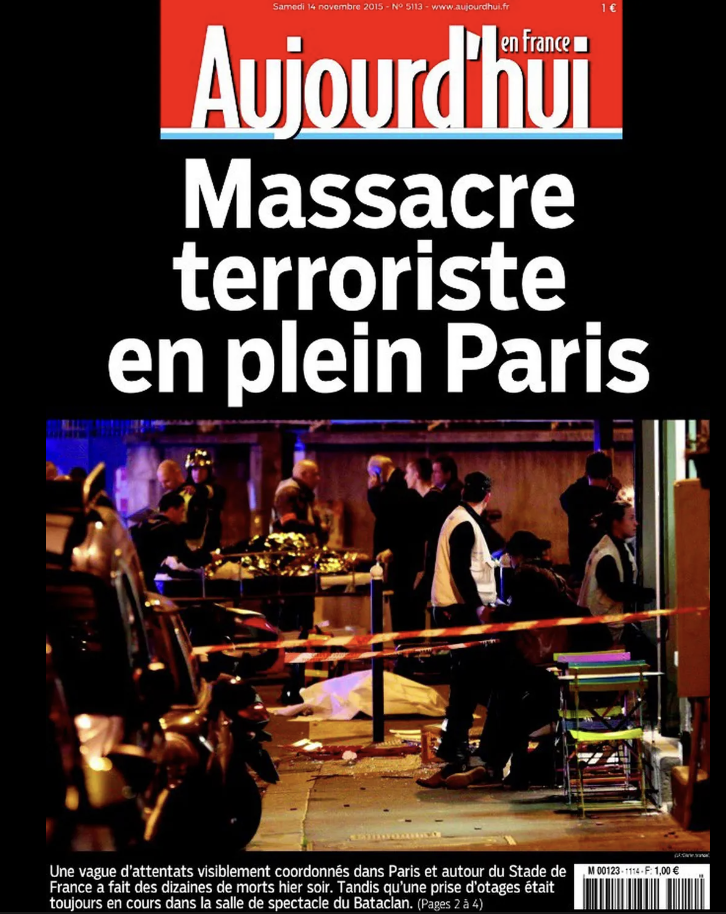 Samedi 14 novembre 2015 - N° 5113 - www.aujourdhui.fr
1 €
Aujourd'hui
en France
Massacre
terroriste
en plein Paris
Une vague d'attentats visiblement coordonnés dans Paris et autour du Stade de
France a fait des dizaines de morts hier soir. Tandis qu'une prise d'otages était
toujours en cours dans la salle de spectacle du Bataclan. (Pages 2 à 4)
M 00123 - 1114 - F: 1,00 €